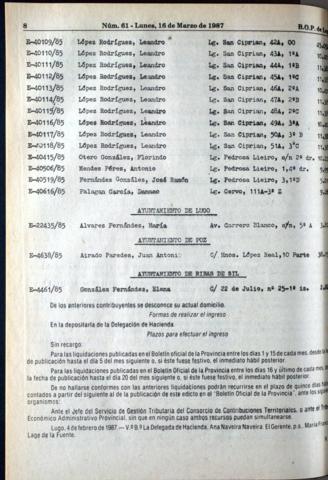 8 Núm. 61 - Lunes, 16 de Marzo de 1987 B.O.P. de
E-40109/85 López Rodríguez, Leandro Lg. San Ciprian, 42A, 00
E-40110/85 López Rodríguez, Leandro Lg. San Ciprian, 43A, 1ºA
E-40111/85 López Rodríguez, Leandro Lg. San Ciprian, 44A, 1ºB
E-40112/85 López Rodríguez, Leandro Lg. San Ciprian, 45A, 1ºC
E-40113/85 López Rodríguez, Leandro Lg. San Ciprian, 46A, 2ºA
E-40114/85 López Rodríguez, Leandro Lg. San Ciprian, 47A, 2ºB
E-40115/85 López Rodríguez, Leandro Lg. San Ciprian, 48A, 2ºC
E-40116/85 López Rodríguez, Leandro Lg. San Ciprian, 49A, 3ºA
E-40117/85 López Rodríguez, Leandro Lg. San Ciprian, 50A, 3º B
E-40118/85 López Rodríguez, Leandro Lg. San Ciprian, 51A, 3ºC
E-40415/85 Otero González, Florindo Lg. Pedrosa Lieiro, s/n 2º dr.
E-40506/85 Mendez Pérez, Antonio Lg. Pedrosa Lieiro, 1,4º dr.
E-40519/85 Fernández González, José Ramón Lg. Pedrosa Lieiro, 3,1ºD
E-40616/85 Palagan García, Damaso Lg. Cervo, 111A-3º Z
AYUNTAMIENTO DE LUGO
E-22435/85 Alvarez Fernández, María Av. Carrero Blanco, s/n, 5º A
AYUNTAMIENTO DE FOZ
E-4638/85 Airado Paredes, Juan Antoni: C/ Hnos. López Real, 10 Parte
AYUNTAMIENTO DE RIBAS DE SIL
E-4461/85 González Fernández, Elena C/ 22 de Julio, nº 25-1º iz.
De los anteriores contribuyentes se desconoce su actual domicilio.
Formas de realizar el ingreso
En la depositaría de la Delegación de Hacienda.
Plazos para efectuar el ingreso
Sin recargo:
Para las liquidaciones publicadas en el Boletín oficial de la Provincia entre los días 1 y 15 de cada mes, desde la
de publicación hasta el día 5 del mes siguiente o, si éste fuese festivo, el inmediato hábil posterior.
Para las liquidaciones publicadas en el Boletín Oficial de la Provincia entre los días 16 y último de cada mes,
la fecha de publicación hasta el día 20 del mes siguiente o, si éste fuese festivo, el inmediato hábil posterior.
De no hallarse conformes con las anteriores liquidaciones podrán recurrirse en el plazo de quince días
contados a partir del siguiente al de la publicación de este edicto en el "Boletín Oficial de la Provincia", ante los
organismos:
Ante el Jefe del Servicio de Gestión Tributaria del Consorcio de Contribuciones Territoriales, o ante el
Económico Administrativo Provincial, sin que en ningún caso ambos recursos puedan simultanearse.
Lugo, 4 de febrero de 1987.— V.º B.º La Delegada de Hacienda, Ana Naveira Naveira. El Gerente, p.a., María
Lage de la Fuente.